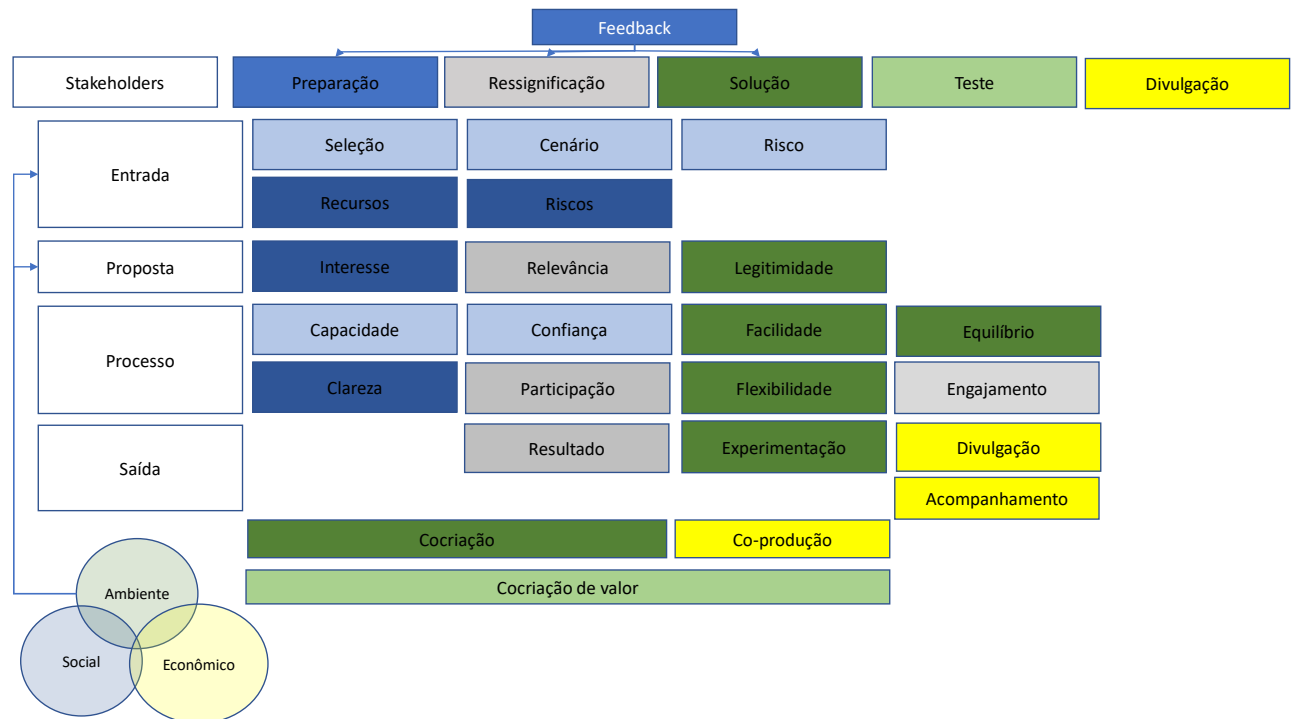 Feedback
Stakeholders
Preparação
Ressignificação
Solução
Teste
Divulgação
Entrada
Seleção
Cenário
Risco
Recursos
Riscos
Proposta
Interesse
Relevância
Legitimidade
Processo
Capacidade
Confiança
Facilidade
Equilíbrio
Clareza
Participação
Flexibilidade
Engajamento
Saída
Resultado
Experimentação
Divulgação
Acompanhamento
Cocriação
Co-produção
Cocriação de valor
Ambiente
Social
Econômico